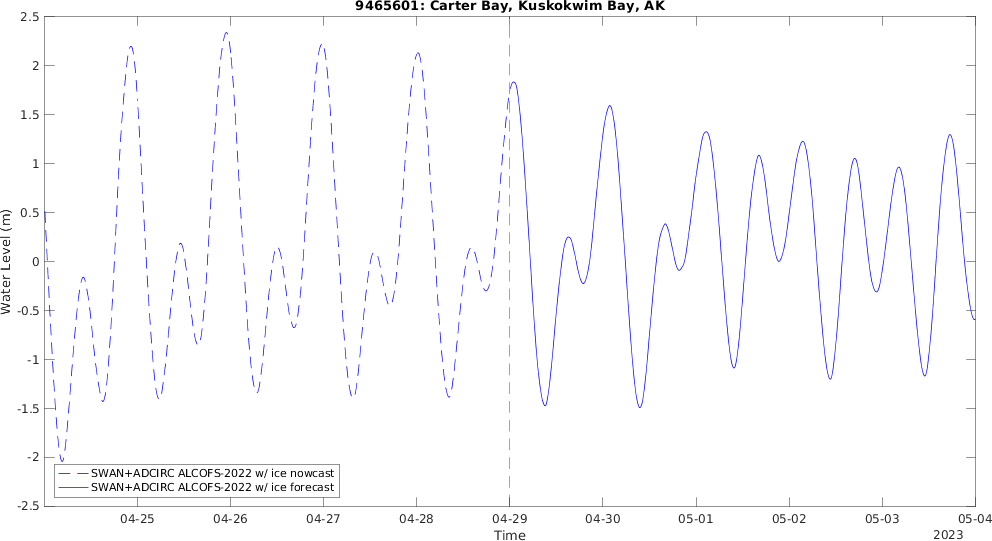 9465601: Carter Bay, Kuskokwim Bay, AK
Water Level (m)
2.5
2
1.5
1
0.5
0
-0.5
-1
-1.5
-2
-2.5
SWAN+ADCIRC ALCOFS-2022 w/ ice nowcast
SWAN+ADCIRC ALCOFS-2022 w/ ice forecast
04-25 04-26 04-27 04-28 04-29 04-30 05-01 05-02 05-03 05-04
Time
2023